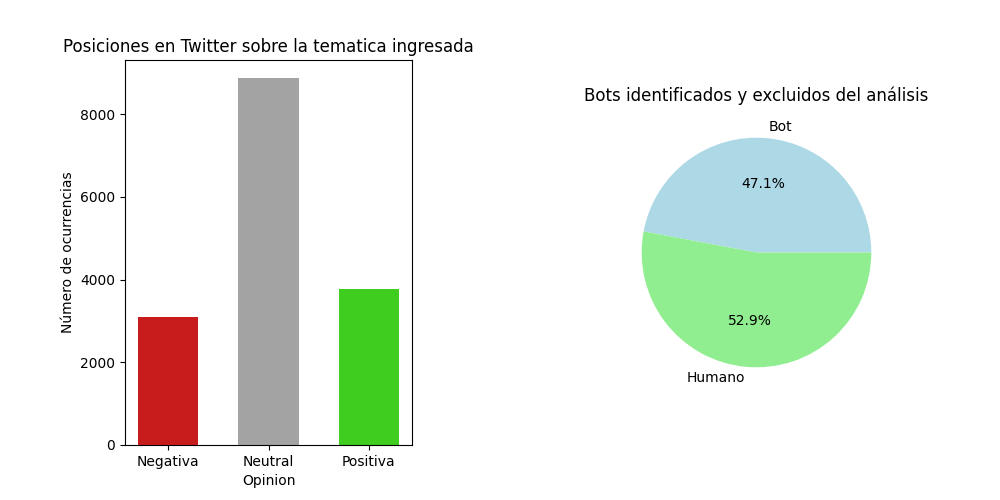 Posiciones en Twitter sobre la tematica ingresada
Número de ocurrencias
8000
6000
4000
2000
0
Negativa
Neutral
Positiva
Opinion
Bots identificados y excluidos del análisis
Bot
47.1%
52.9%
Humano